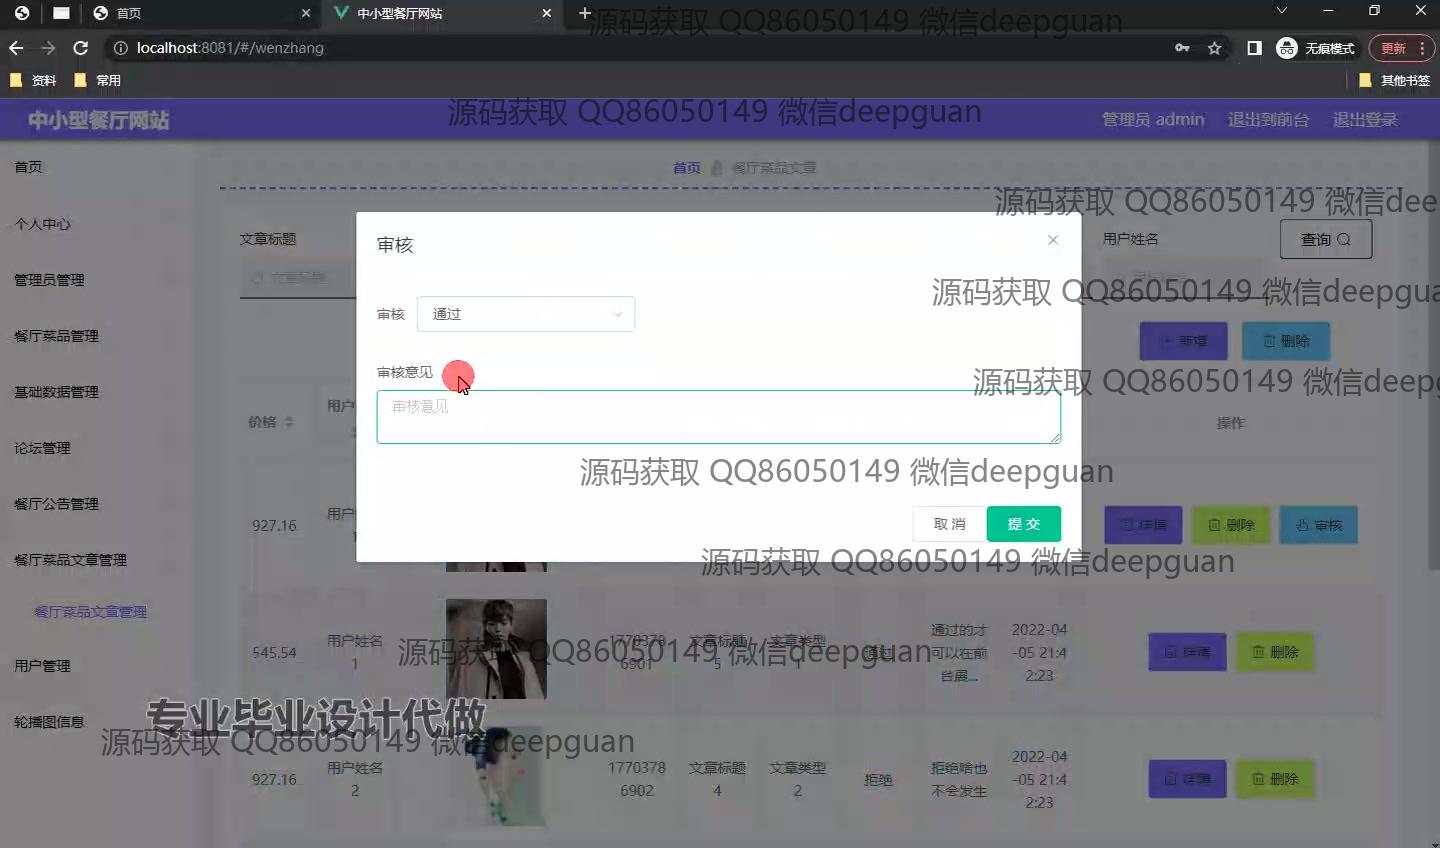 首页
中小型餐厅网站
源码获取 QQ86050149 微信deepguan
localhost:8081/#/wenzhang
无痕模式
更新
资料
常用
其他书签
中小型餐厅网站
源码获取 QQ86050149 微信deepguan
管理员 admin
退出到前台
退出登录
首页
餐厅菜品文章
首页
个人中心
管理员管理
餐厅菜品管理
基础数据管理
论坛管理
餐厅公告管理
餐厅菜品文章管理
餐厅菜品文章管理
用户管理
轮播图信息
源码获取 QQ86050149 微信dee
文章标题
文章标题
用户姓名
查询
审核
源码获取 QQ86050149 微信deepgua
审核 通过
新增
删除
审核意见
审核意见
源码获取 QQ86050149 微信deepg
价格
用户
操作
源码获取 QQ86050149 微信deepguan
927.16
用户
1
详情
删除
审核
取消
提交
源码获取 QQ86050149 微信deepguan
545.54
用户姓名
1
1770378
6901
文章标题
5
文章类型
1
通过
通过的才
可以在前
台展...
2022-04
-05 21:4
2:23
详情
删除
源码获取 QQ86050149 微信deepguan
专业毕业设计代做
源码获取 QQ86050149 微信deepguan
927.16
用户姓名
2
1770378
6902
文章标题
4
文章类型
2
拒绝
拒绝啥也
不会发生
2022-04
-05 21:4
2:23
详情
删除